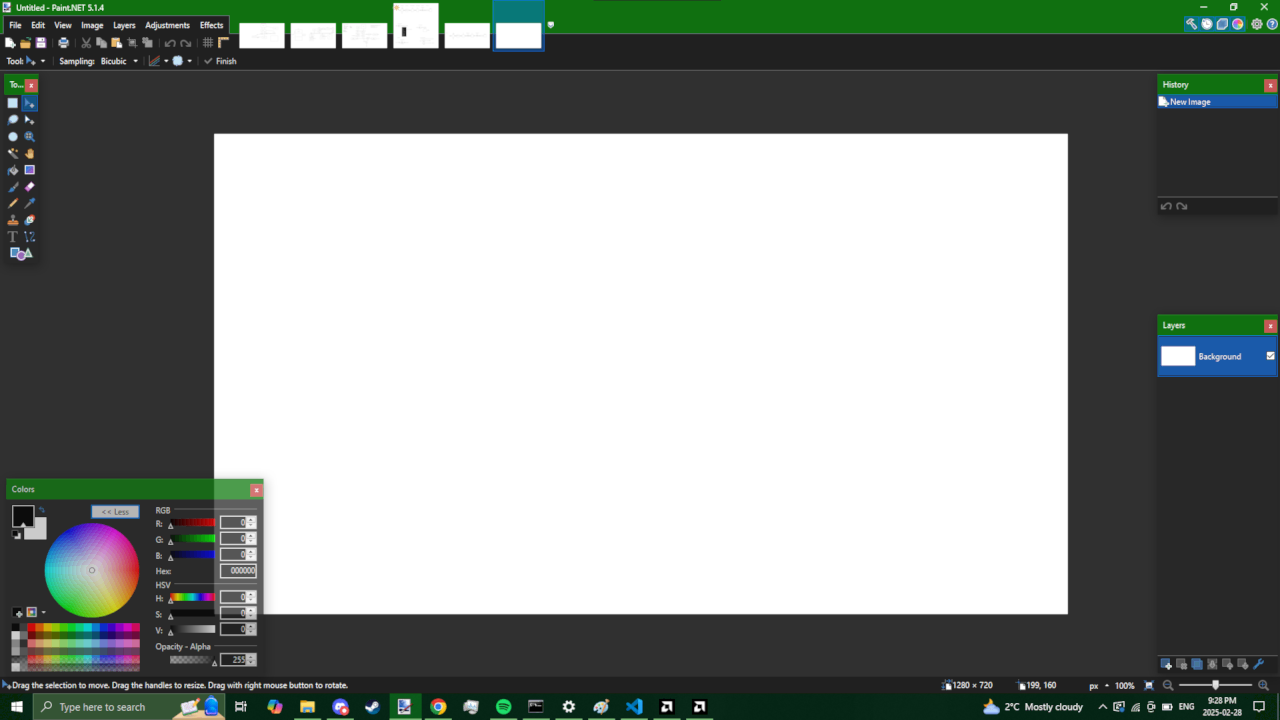 Untitled - Paint.NET 5.1.4
File Edit View Image Layers Adjustments Effects
Tool: Sampling: Bicubic Finish
To...
History
New Image
Layers
Background
Colors
<< Less
RGB
R: 0
G: 0
B: 0
Hex: 000000
HSV
H: 0
S: 0
V: 0
Opacity - Alpha
255
Drag the selection to move. Drag the handles to resize. Drag with right mouse button to rotate.
1280 × 720
199, 160
px
100%
Type here to search
2°C Mostly cloudy
ENG
9:28 PM
2025-02-28